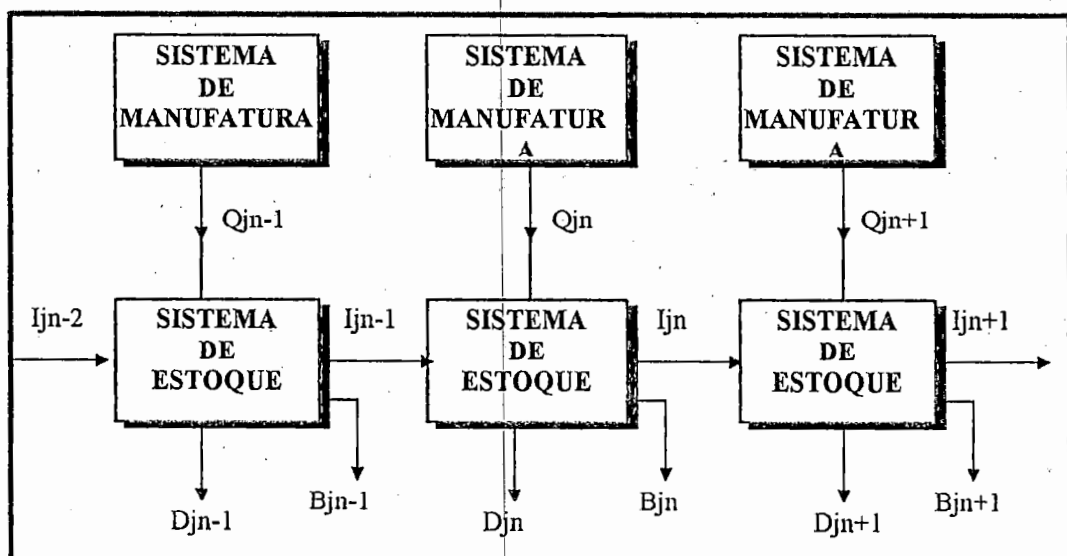 SISTEMA
DE
MANUFATURA
SISTEMA
DE
MANUFATUR
A
SISTEMA
DE
MANUFATUR
A
Qjn-1
Qjn
Qjn+1
Ijn-2
SISTEMA
DE
ESTOQUE
Ijn-1
SISTEMA
DE
ESTOQUE
Ijn
SISTEMA
DE
ESTOQUE
Ijn+1
Djn-1
Bjn-1
Djn
Bjn
Djn+1
Bjn+1